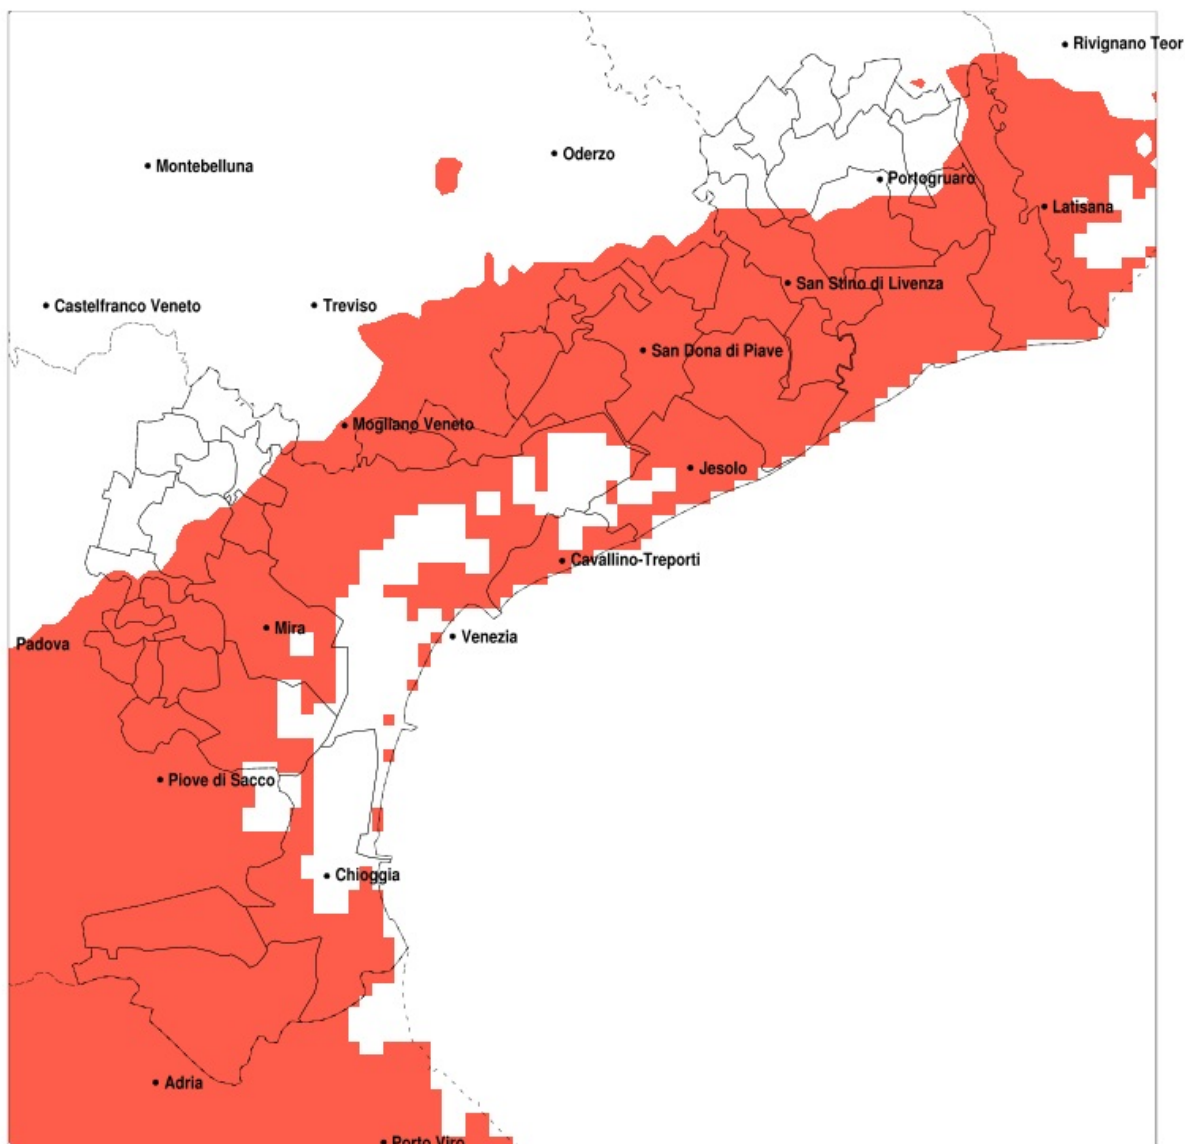 Rivignano Teor
Oderzo
Montebelluna
Portogruaro
Latisana
San Stino di Livenza
Castelfranco Veneto
Treviso
San Dona di Piave
Mogliano Veneto
Jesolo
Cavallino-Treporti
Mira
Venezia
Padova
Piove di Sacco
Chioggia
Adria
Porto Viro